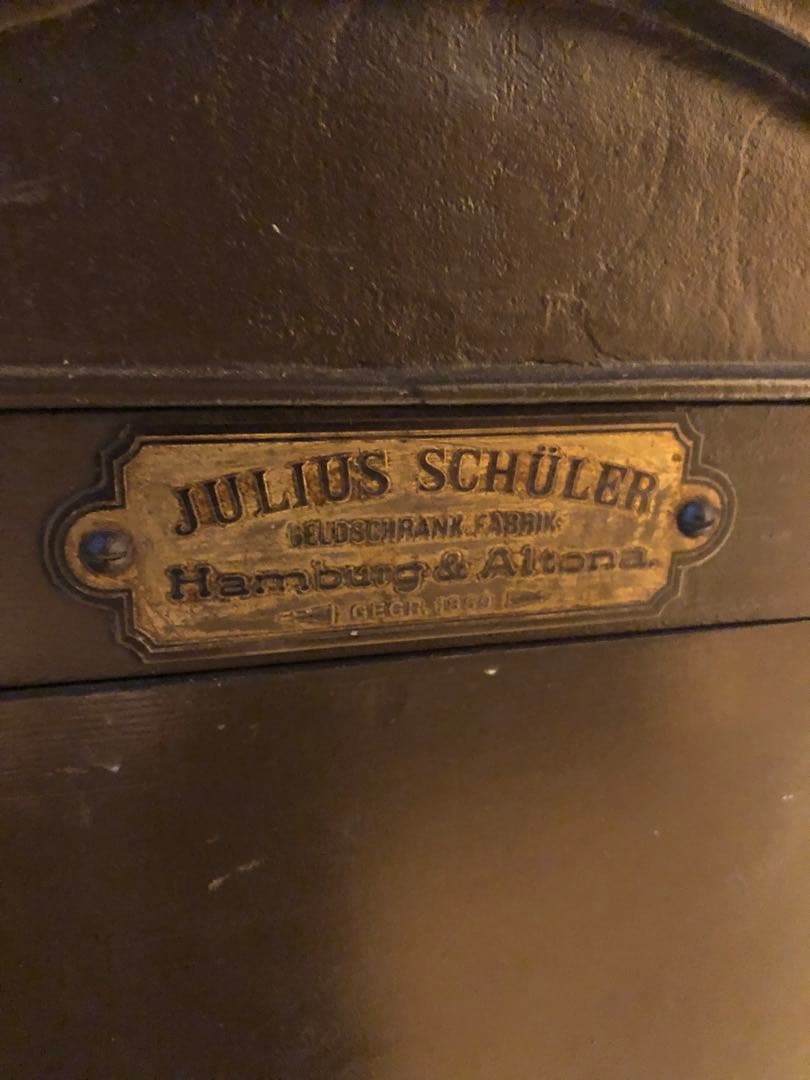 JULIUS SCHÜLER
GELDSCHRANK-FABRIK
Hamburg & Altona.
GEGR.